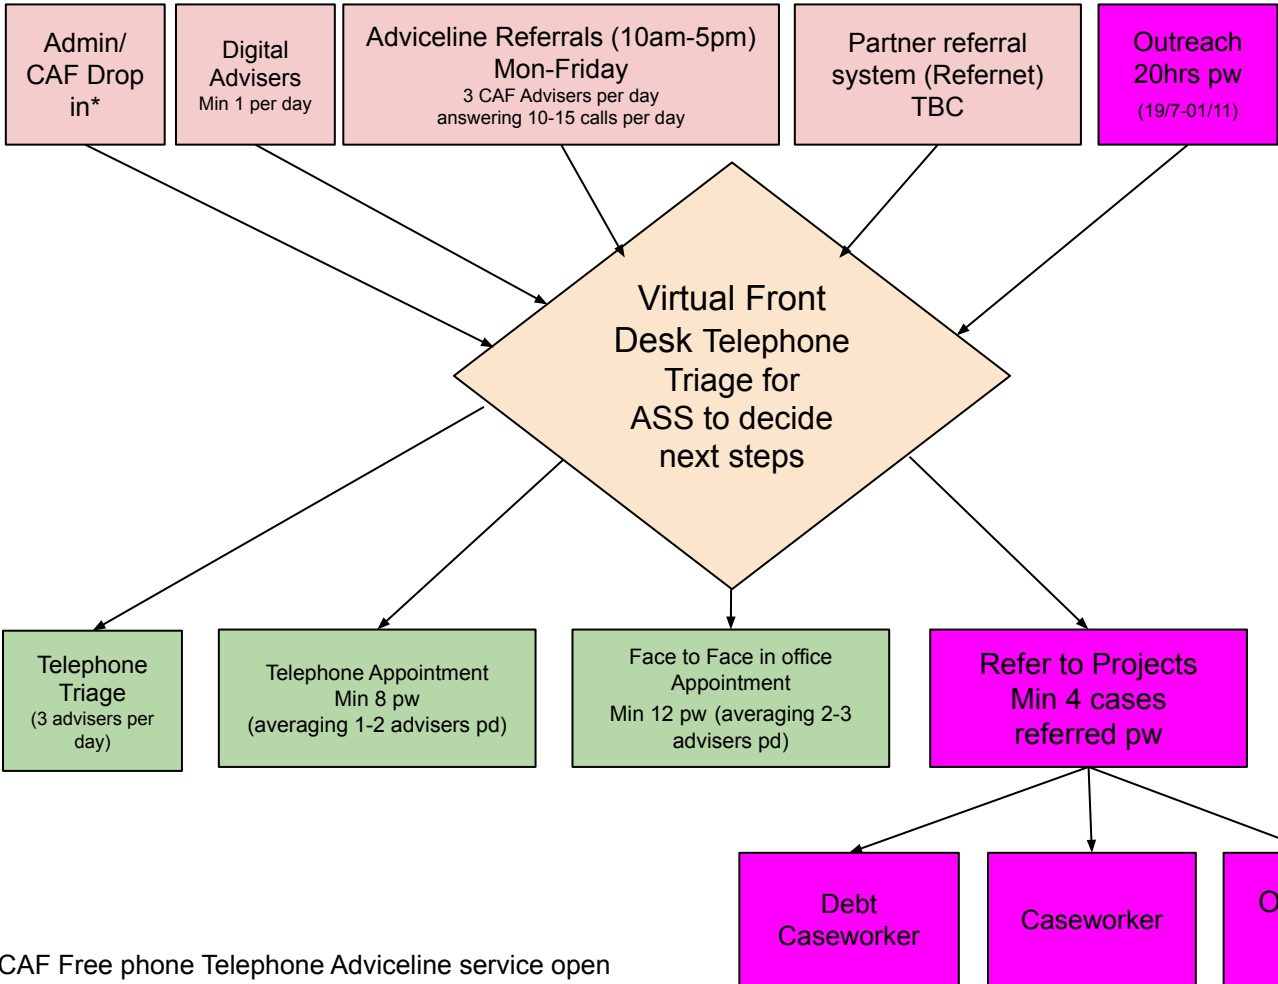 Admin/
CAF Drop
in*
Digital
Advisers
Min 1 per day
Adviceline Referrals (10am-5pm)
Mon-Friday
3 CAF Advisers per day
answering 10-15 calls per day
Partner referral
system (Refernet)
TBC
Outreach
20hrs pw
(19/7-01/11)
Virtual Front
Desk Telephone
Triage for
ASS to decide
next steps
Telephone
Triage
(3 advisers per
day)
Telephone Appointment
Min 8 pw
(averaging 1-2 advisers pd)
Face to Face in office
Appointment
Min 12 pw (averaging 2-3
advisers pd)
Refer to Projects
Min 4 cases
referred pw
Debt
Caseworker
Caseworker
CAF Free phone Telephone Adviceline service open